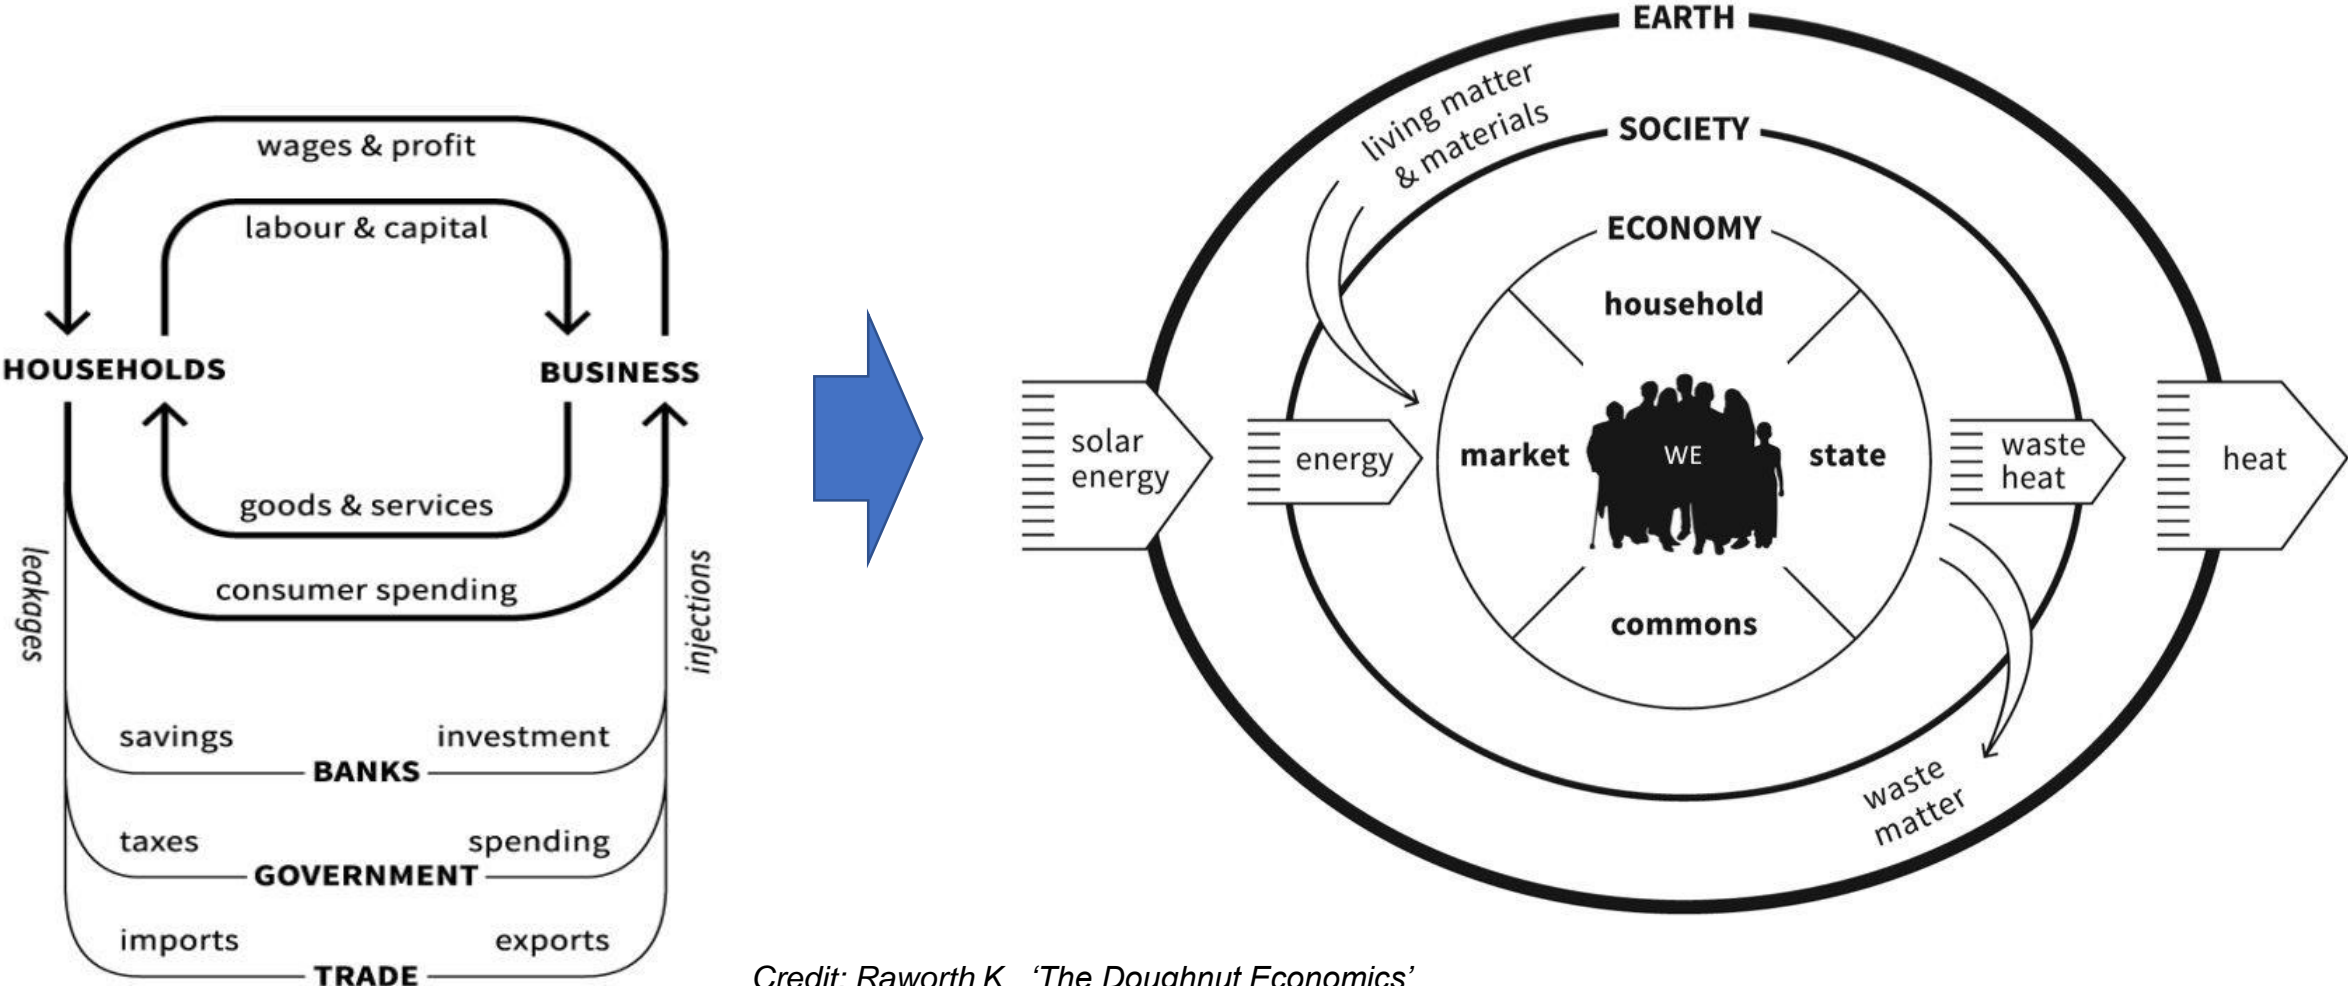 wages & profit
labour & capital
HOUSEHOLDS
BUSINESS
goods & services
consumer spending
leakages
injections
savings
investment
BANKS
taxes
spending
GOVERNMENT
imports
exports
TRADE
EARTH
living matter
& materials
SOCIETY
ECONOMY
household
solar
energy
energy
market
WE
state
waste
heat
heat
commons
waste
matter
Credit: Raworth K 'The Doughnut Economics'